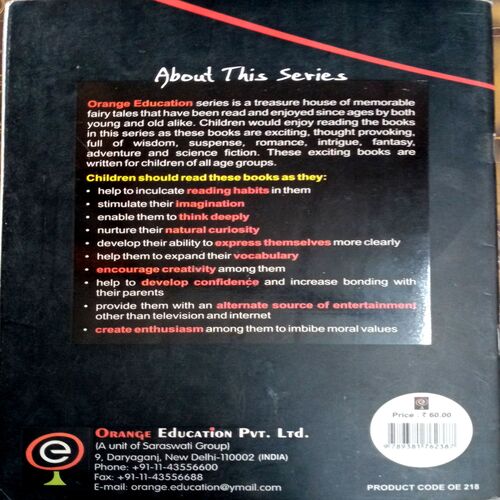 About This Series
Orange Education series is a treasure house of memorable
fairy tales that have been read and enjoyed since ages by both
young and old alike. Children would enjoy reading the books
in this series as these books are exciting, thought provoking,
full of wisdom, suspense, romance, intrigue, fantasy,
adventure and science fiction. These exciting books are
written for children of all age groups.
Children should read these books as they:
• help to inculcate reading habits in them
• stimulate their imagination
• enable them to think deeply
• nurture their natural curiosity
• develop their ability to express themselves more clearly
• help them to expand their vocabulary
• encourage creativity among them
• help to develop confidence and increase bonding with
their parents
• provide them with an alternate source of entertainment
other than television and internet
• create enthusiasm among them to imbibe moral values
Price : ₹ 60.00
9 789381 762387
e
ORANGE EDUCATION PVT. LTD.
(A unit of Saraswati Group)
9, Daryaganj, New Delhi-110002 (INDIA)
Phone: +91-11-43556600
Fax: +91-11-43556688
E-mail: orange.education@ymail.com
PRODUCT CODE OE 218